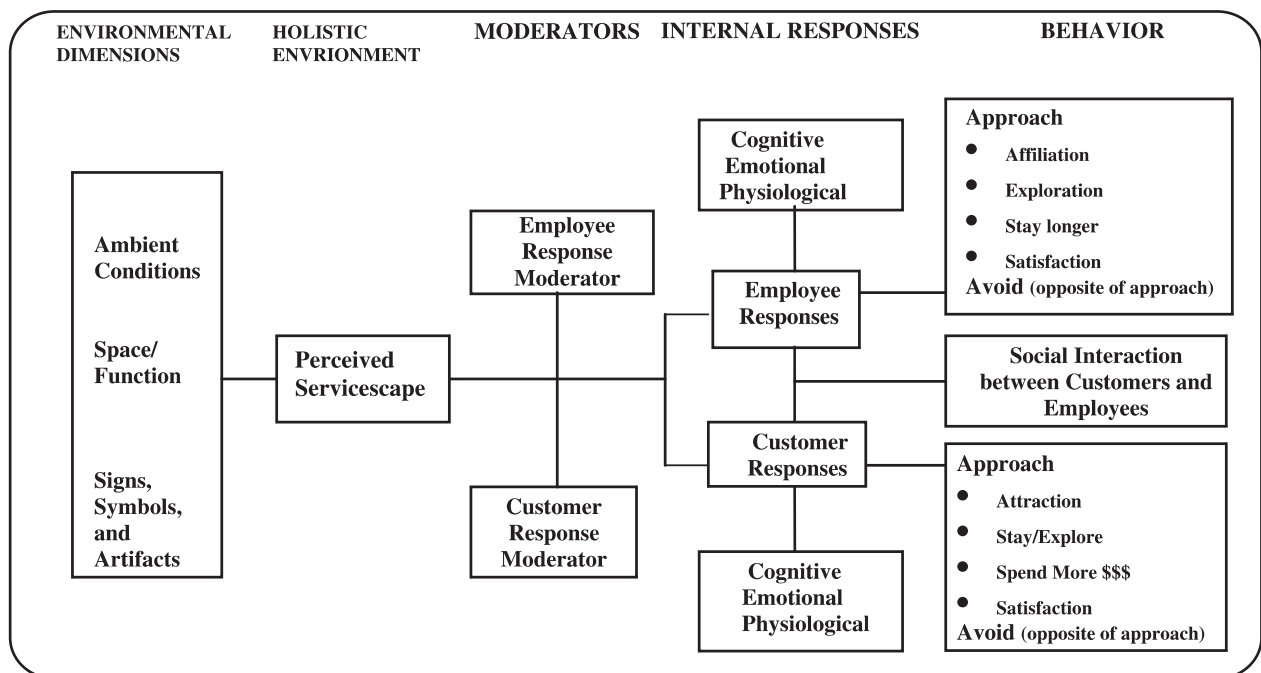 ENVIRONMENTAL
DIMENSIONS
HOLISTIC
ENVRIONMENT
MODERATORS
INTERNAL RESPONSES
BEHAVIOR
Ambient
Conditions
Space/
Function
Signs,
Symbols,
and
Artifacts
Perceived
Servicescape
Employee
Response
Moderator
Customer
Response
Moderator
Cognitive
Emotional
Physiological
Employee
Responses
Customer
Responses
Cognitive
Emotional
Physiological
Approach
• Affiliation
• Exploration
• Stay longer
• Satisfaction
Avoid (opposite of approach)
Social Interaction
between Customers and
Employees
Approach
• Attraction
• Stay/Explore
• Spend More $$$
• Satisfaction
Avoid (opposite of approach)